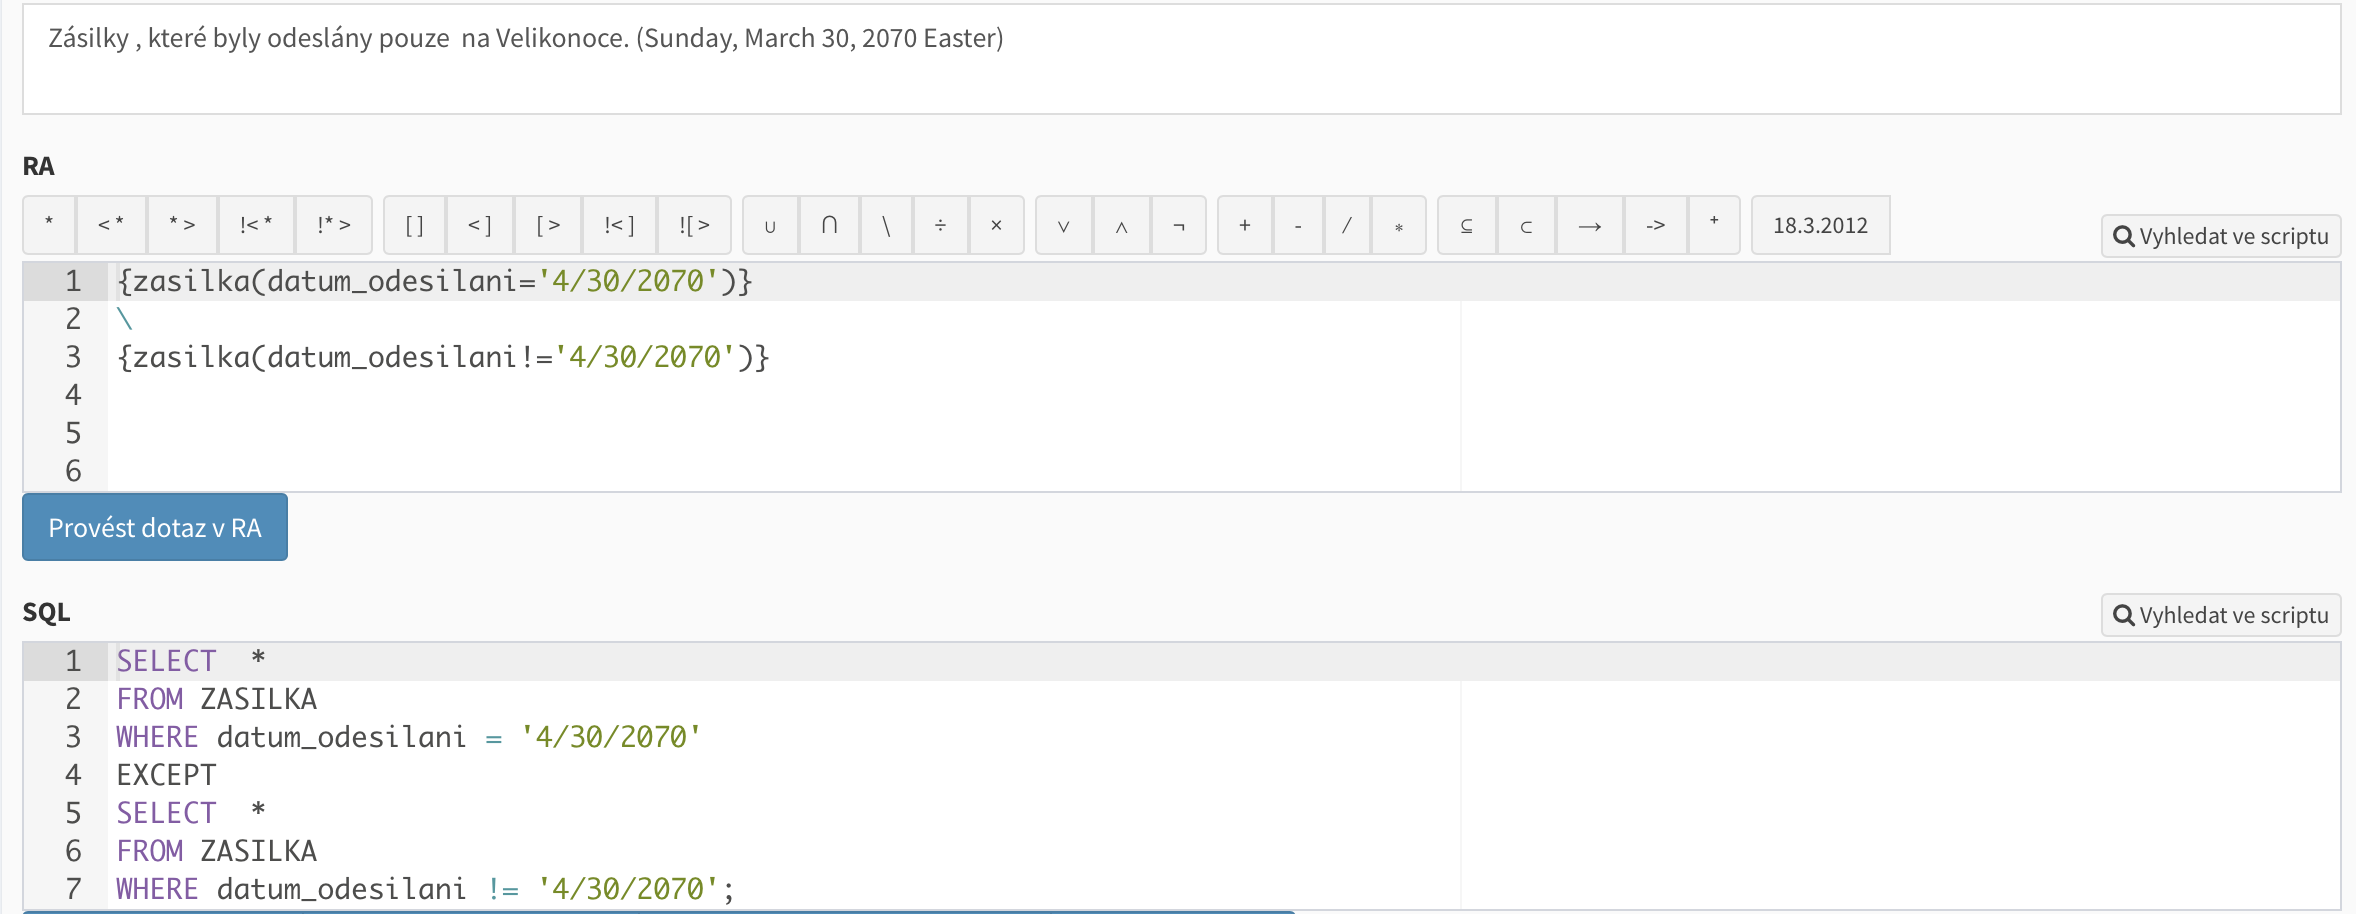 Zásilky , které byly odeslány pouze  na Velikonoce. (Sunday, March 30, 2070 Easter)
RA
* <* *> !<* !*> [] <] [> !<] ![> ∪ ∩ \ ÷ × ∨ ∧ ¬ + - / * ⊆ ⊂ → -> + 18.3.2012 Vyhledat ve scriptu
1 {zasilka(datum_odesilani='4/30/2070')}
2 \
3 {zasilka(datum_odesilani!='4/30/2070')}
4
5
6
Provést dotaz v RA
SQL Vyhledat ve scriptu
1 SELECT  *
2 FROM ZASILKA
3 WHERE datum_odesilani = '4/30/2070'
4 EXCEPT
5 SELECT  *
6 FROM ZASILKA
7 WHERE datum_odesilani != '4/30/2070';